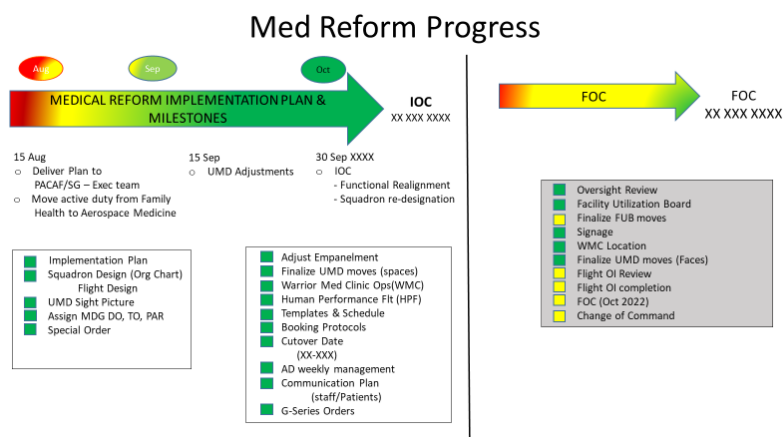 Med Reform Progress
Aug
Sep
Oct
MEDICAL REFORM IMPLEMENTATION PLAN &
MILESTONES
IOC
XX XXX XXXX
FOC
FOC
XX XXX XXXX
15 Aug
o Deliver Plan to
PACAF/SG – Exec team
o Move active duty from Family
Health to Aerospace Medicine
15 Sep
o UMD Adjustments
30 Sep XXXX
o IOC
- Functional Realignment
- Squadron re-designation
Implementation Plan
Squadron Design (Org Chart)
Flight Design
UMD Sight Picture
Assign MDG DO, TO, PAR
Special Order
Adjust Empanelment
Finalize UMD moves (spaces)
Warrior Med Clinic Ops(WMC)
Human Performance Flt (HPF)
Templates & Schedule
Booking Protocols
Cutover Date
(XX-XXX)
AD weekly management
Communication Plan
(staff/Patients)
G-Series Orders
Oversight Review
Facility Utilization Board
Finalize FUB moves
Signage
WMC Location
Finalize UMD moves (Faces)
Flight OI Review
Flight OI completion
FOC (Oct 2022)
Change of Command